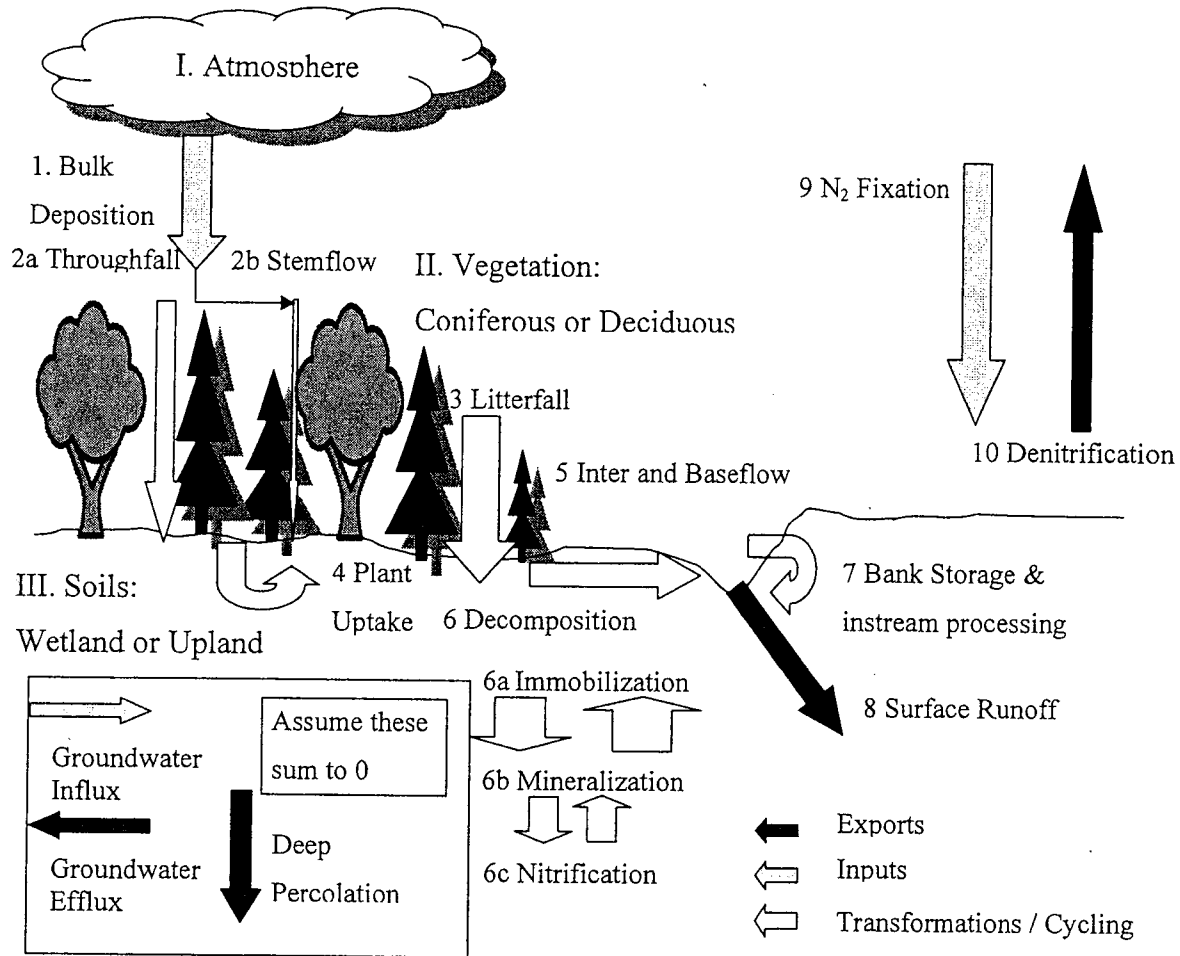 I. Atmosphere
1. Bulk
Deposition
2a Throughfall
2b Stemflow
II. Vegetation:
Coniferous or Deciduous
9 N₂ Fixation
10 Denitrification
3 Litterfall
5 Inter and Baseflow
4 Plant
Uptake
6 Decomposition
7 Bank Storage &
instream processing
8 Surface Runoff
III. Soils:
Wetland or Upland
Groundwater
Influx
Groundwater
Efflux
Assume these
sum to 0
Deep
Percolation
6a Immobilization
6b Mineralization
6c Nitrification
Exports
Inputs
Transformations / Cycling